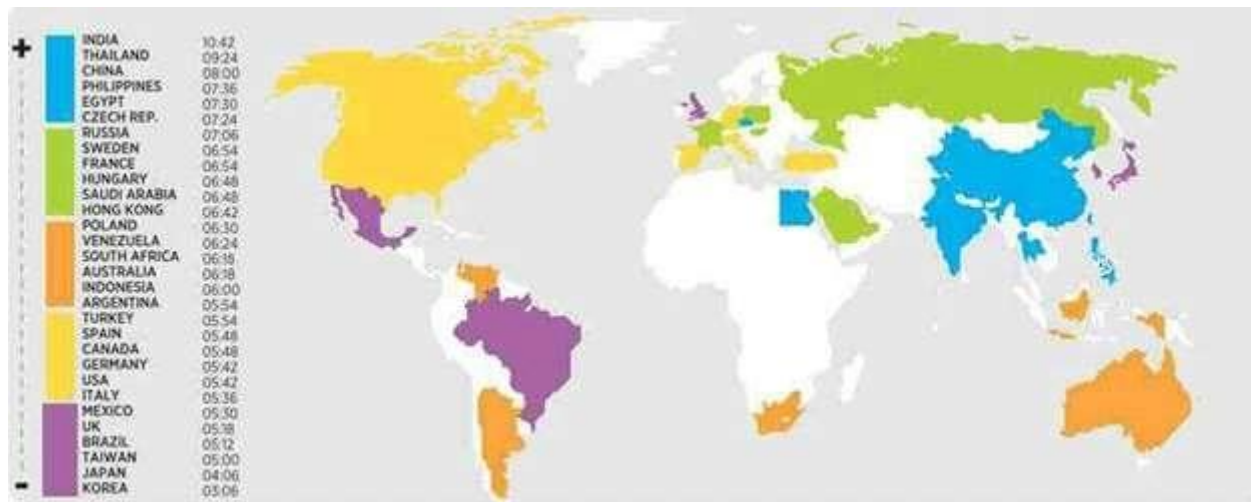 +
INDIA 10:42
THAILAND 09:24
CHINA 08:00
PHILIPPINES 07:36
EGYPT 07:30
CZECH REP. 07:24
RUSSIA 07:06
SWEDEN 06:54
FRANCE 06:54
HUNGARY 06:48
SAUDI ARABIA 06:48
HONG KONG 06:42
POLAND 06:30
VENEZUELA 06:24
SOUTH AFRICA 06:18
AUSTRALIA 06:18
INDONESIA 06:00
ARGENTINA 05:54
TURKEY 05:54
SPAIN 05:48
CANADA 05:48
GERMANY 05:42
USA 05:42
ITALY 05:36
MEXICO 05:30
UK 05:18
BRAZIL 05:12
TAIWAN 05:00
JAPAN 04:06
KOREA 03:06
-